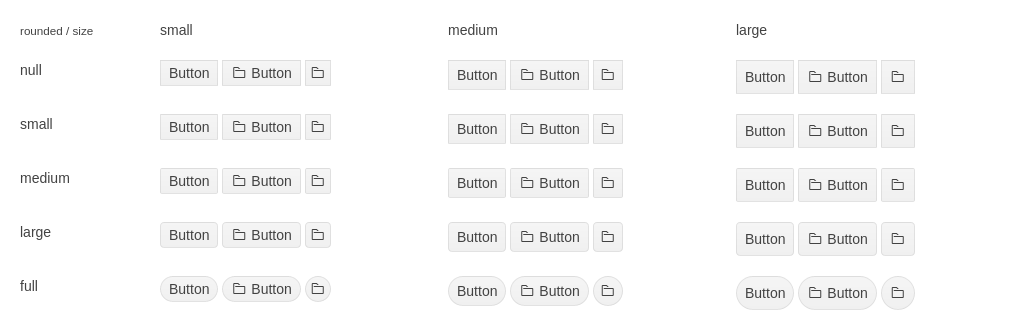 rounded / size small medium large
null Button Button Button Button Button Button
small Button Button Button Button Button Button
medium Button Button Button Button Button Button
large Button Button Button Button Button Button
full Button Button Button Button Button Button